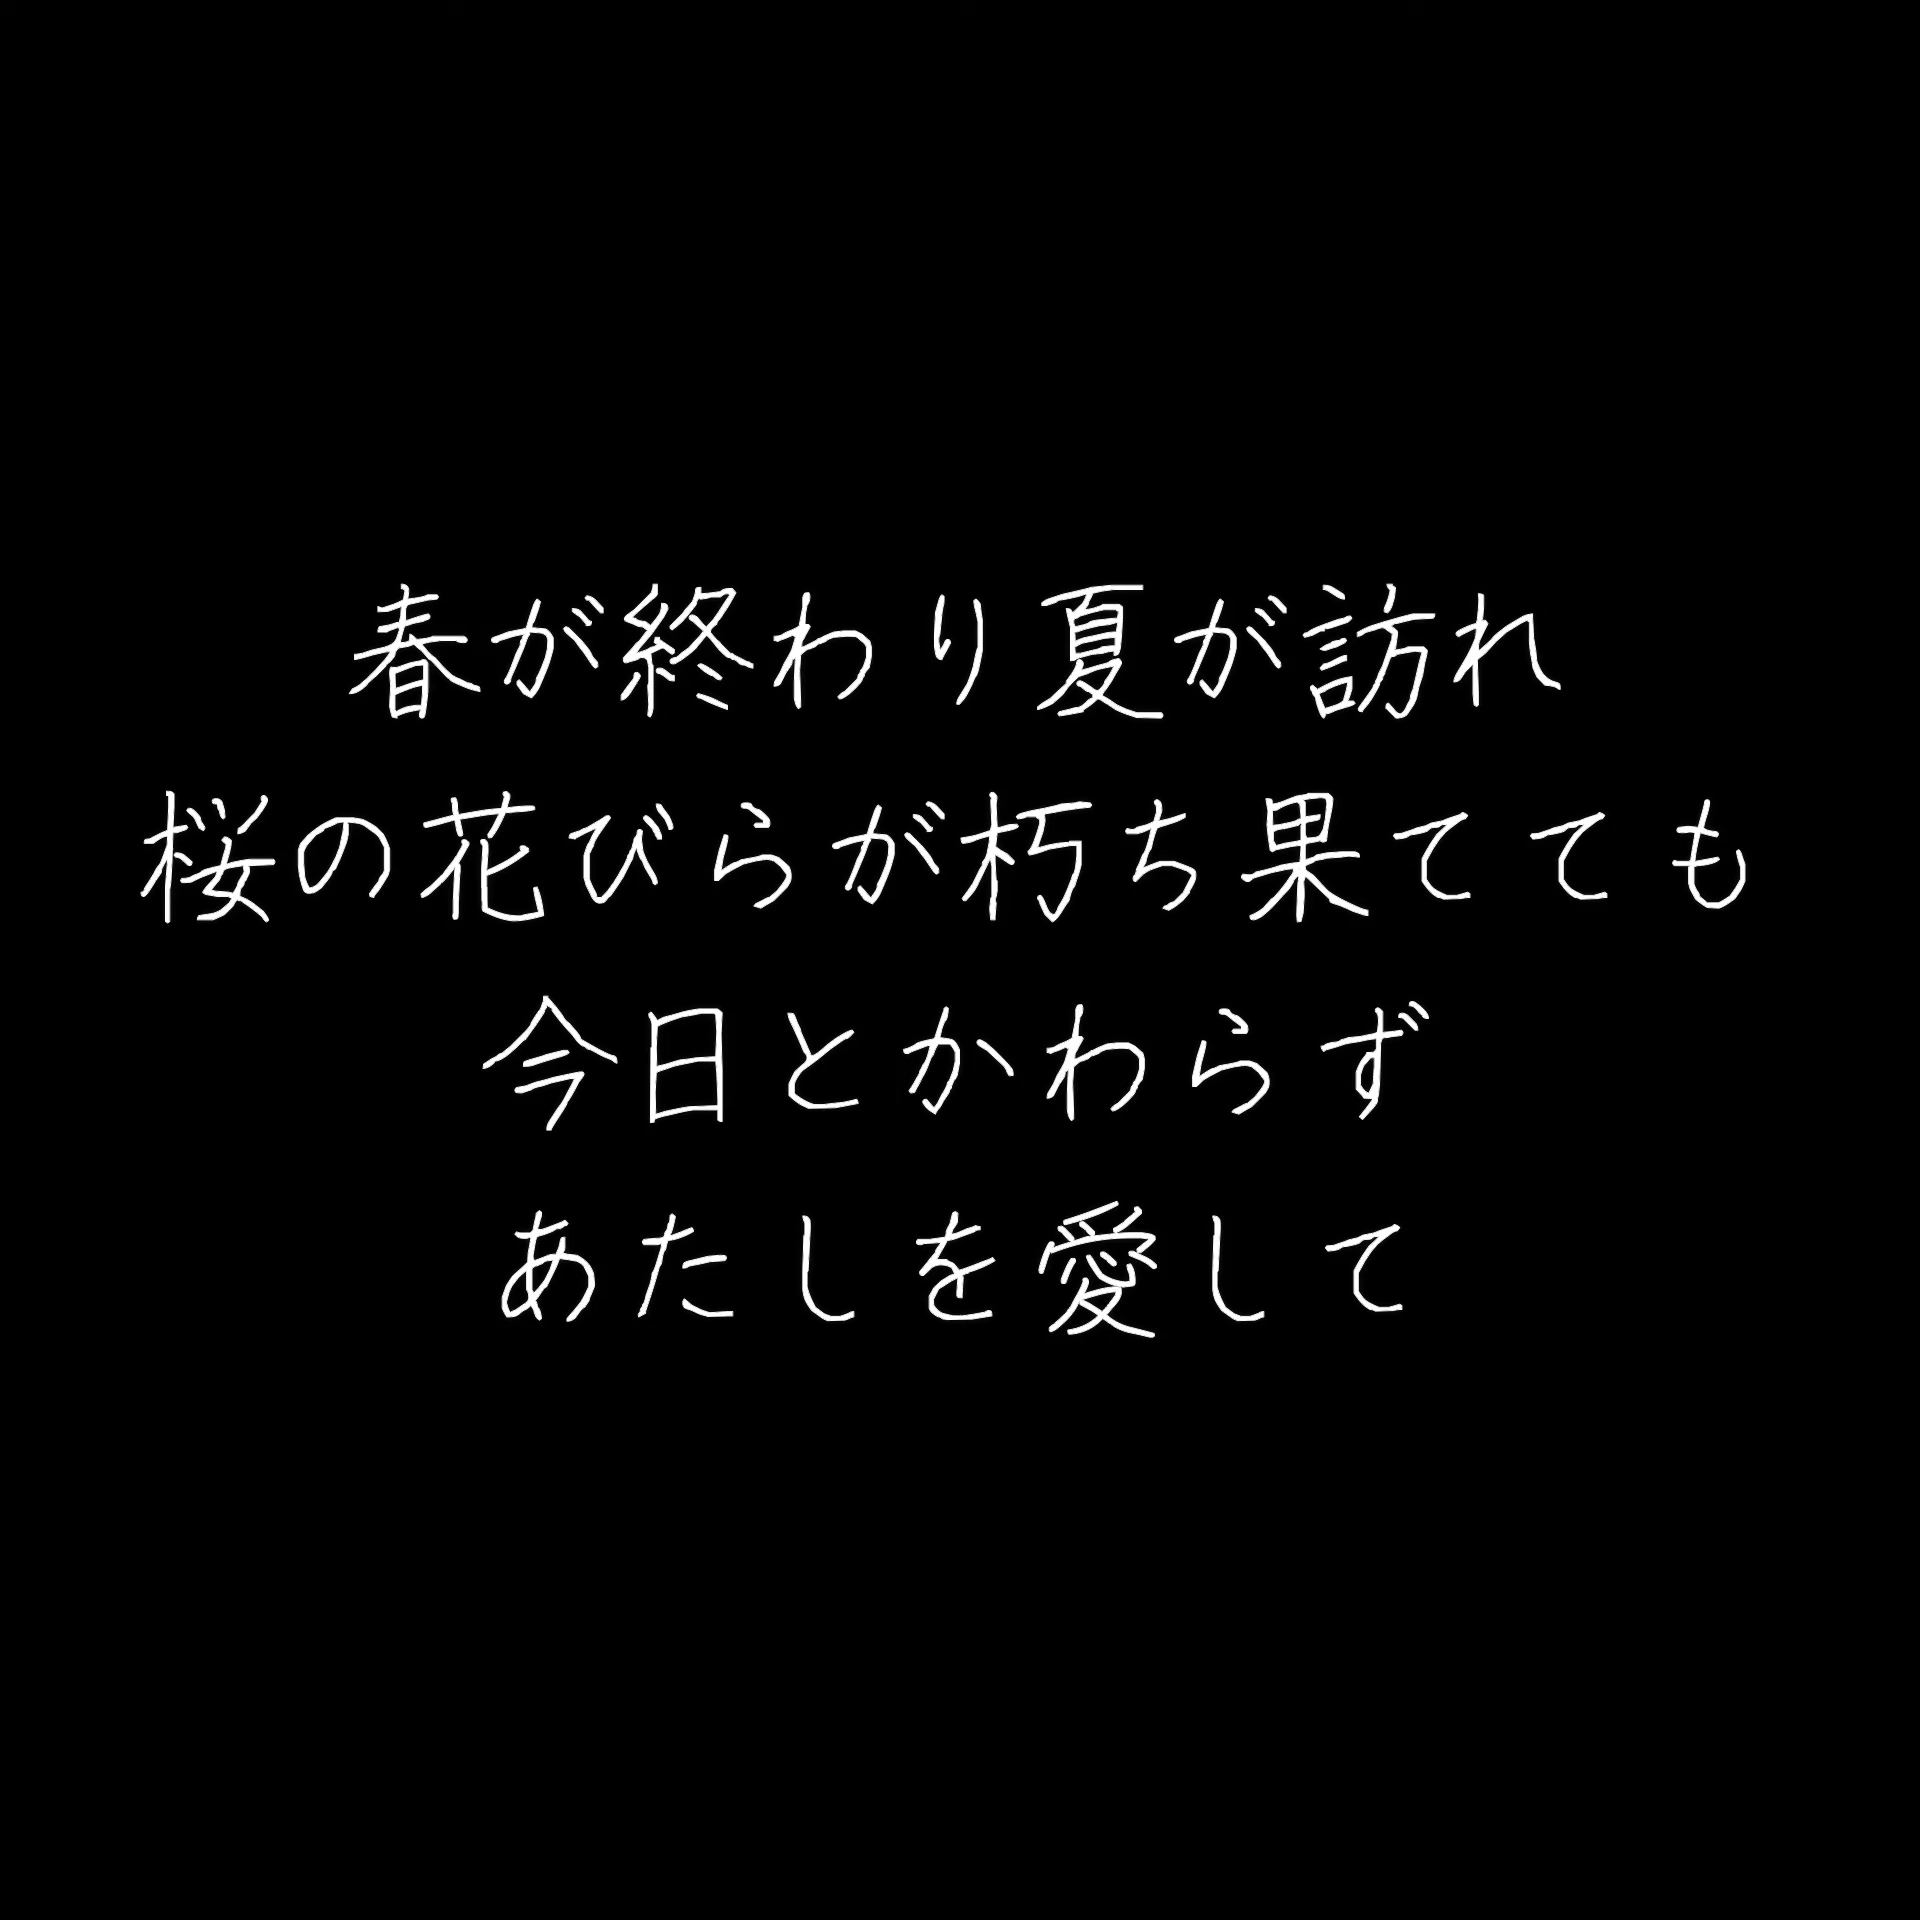 春が終わり夏が訪れ
桜の花びらが朽ち果てても
今日とかわらず
あたしを愛して